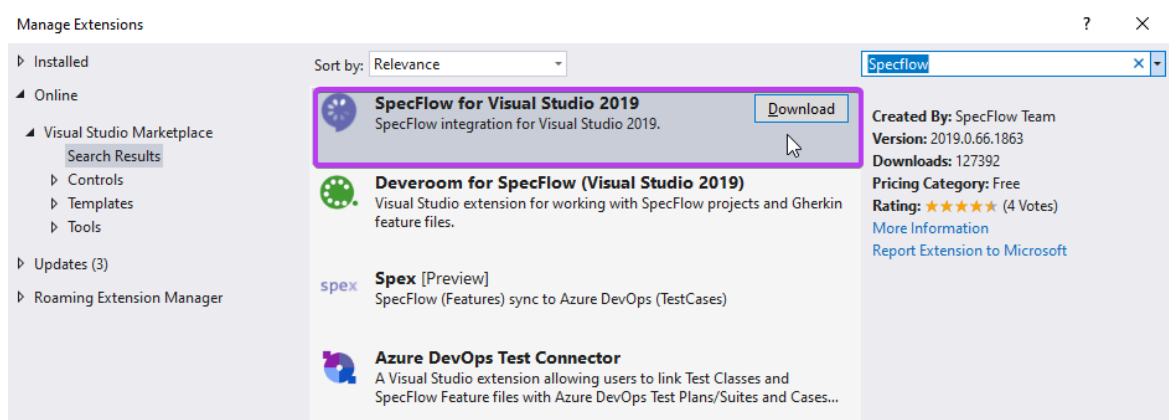 Manage Extensions
?
Installed
Online
Visual Studio Marketplace
Search Results
Controls
Templates
Tools
Updates (3)
Roaming Extension Manager
Sort by: Relevance
SpecFlow for Visual Studio 2019
SpecFlow integration for Visual Studio 2019.
Download
Deveroom for SpecFlow (Visual Studio 2019)
Visual Studio extension for working with SpecFlow projects and Gherkin
feature files.
spex
Spex [Preview]
SpecFlow (Features) sync to Azure DevOps (TestCases)
Azure DevOps Test Connector
A Visual Studio extension allowing users to link Test Classes and
SpecFlow Feature files with Azure DevOps Test Plans/Suites and Cases...
Specflow
Created By: SpecFlow Team
Version: 2019.0.66.1863
Downloads: 127392
Pricing Category: Free
Rating: (4 Votes)
More Information
Report Extension to Microsoft